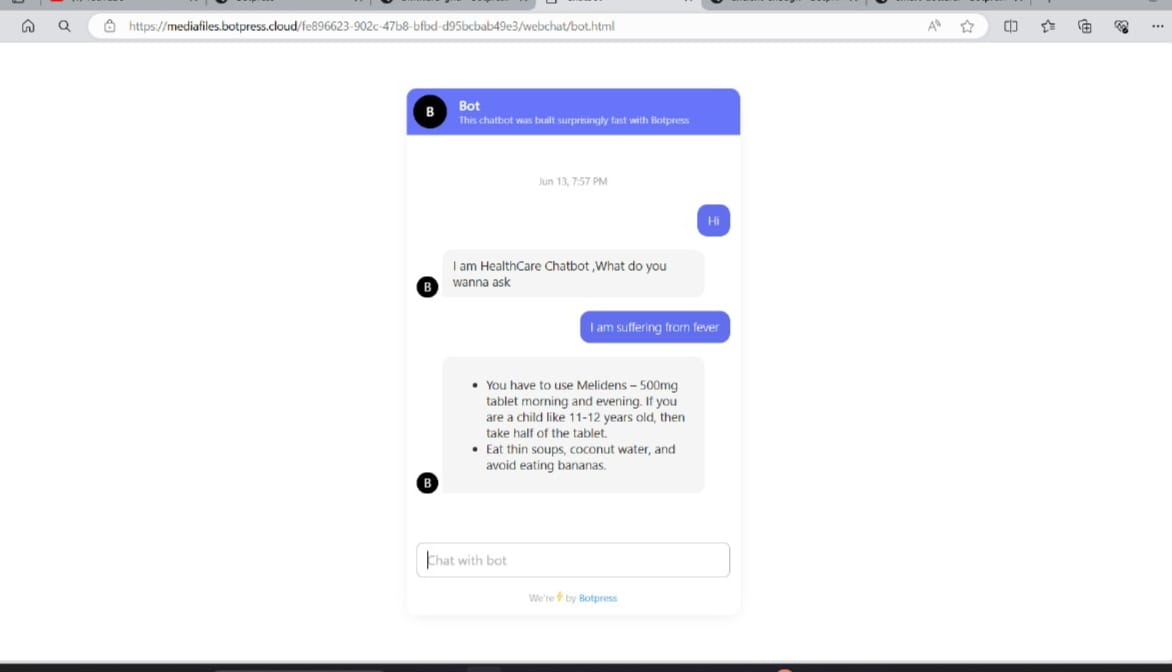 https://mediafiles.botpress.cloud/fe896623-902c-47b8-bfbd-d95bcbab49e3/webchat/bot.html
B
Bot
This chatbot was built surprisingly fast with Botpress
Jun 13, 7:57 PM
Hi
I am HealthCare Chatbot ,What do you
wanna ask
B
I am suffering from fever
• You have to use Melidens – 500mg
tablet morning and evening. If you
are a child like 11-12 years old, then
take half of the tablet.
• Eat thin soups, coconut water, and
avoid eating bananas.
B
Chat with bot
We're⚡by Botpress